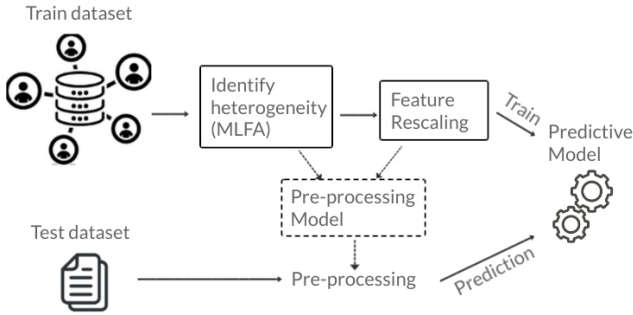 Train dataset
Identify
heterogeneity
(MLFA)
Feature
Rescaling
Train
Predictive
Model
Pre-processing
Model
Test dataset
Pre-processing
Prediction